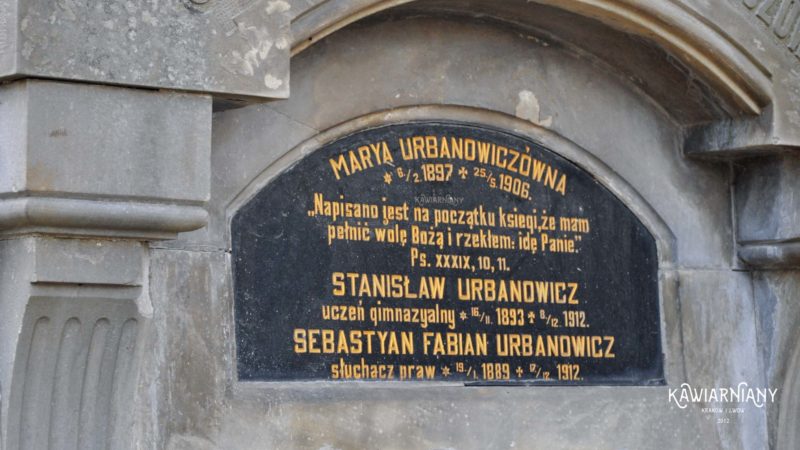 MARYA URBANOWICZÓWNA
* 6/2.1897 + 25./5.1906.
KAWIARNIANY
„Napisano jest na początku księgi, że mam
pełnić wolę Bożą i rzekłem: idę Panie."
Ps. XXXIX, 10, 11.
STANISŁAW URBANOWICZ
uczeń gimnazyalny * 16/11. 1893 + 8./12. 1912.
SEBASTYAN FABIAN URBANOWICZ
słuchacz praw * 19/1. 1889 + /12. 1912.
KAWIARNIANY
KRAKÓW I LWÓW
2012